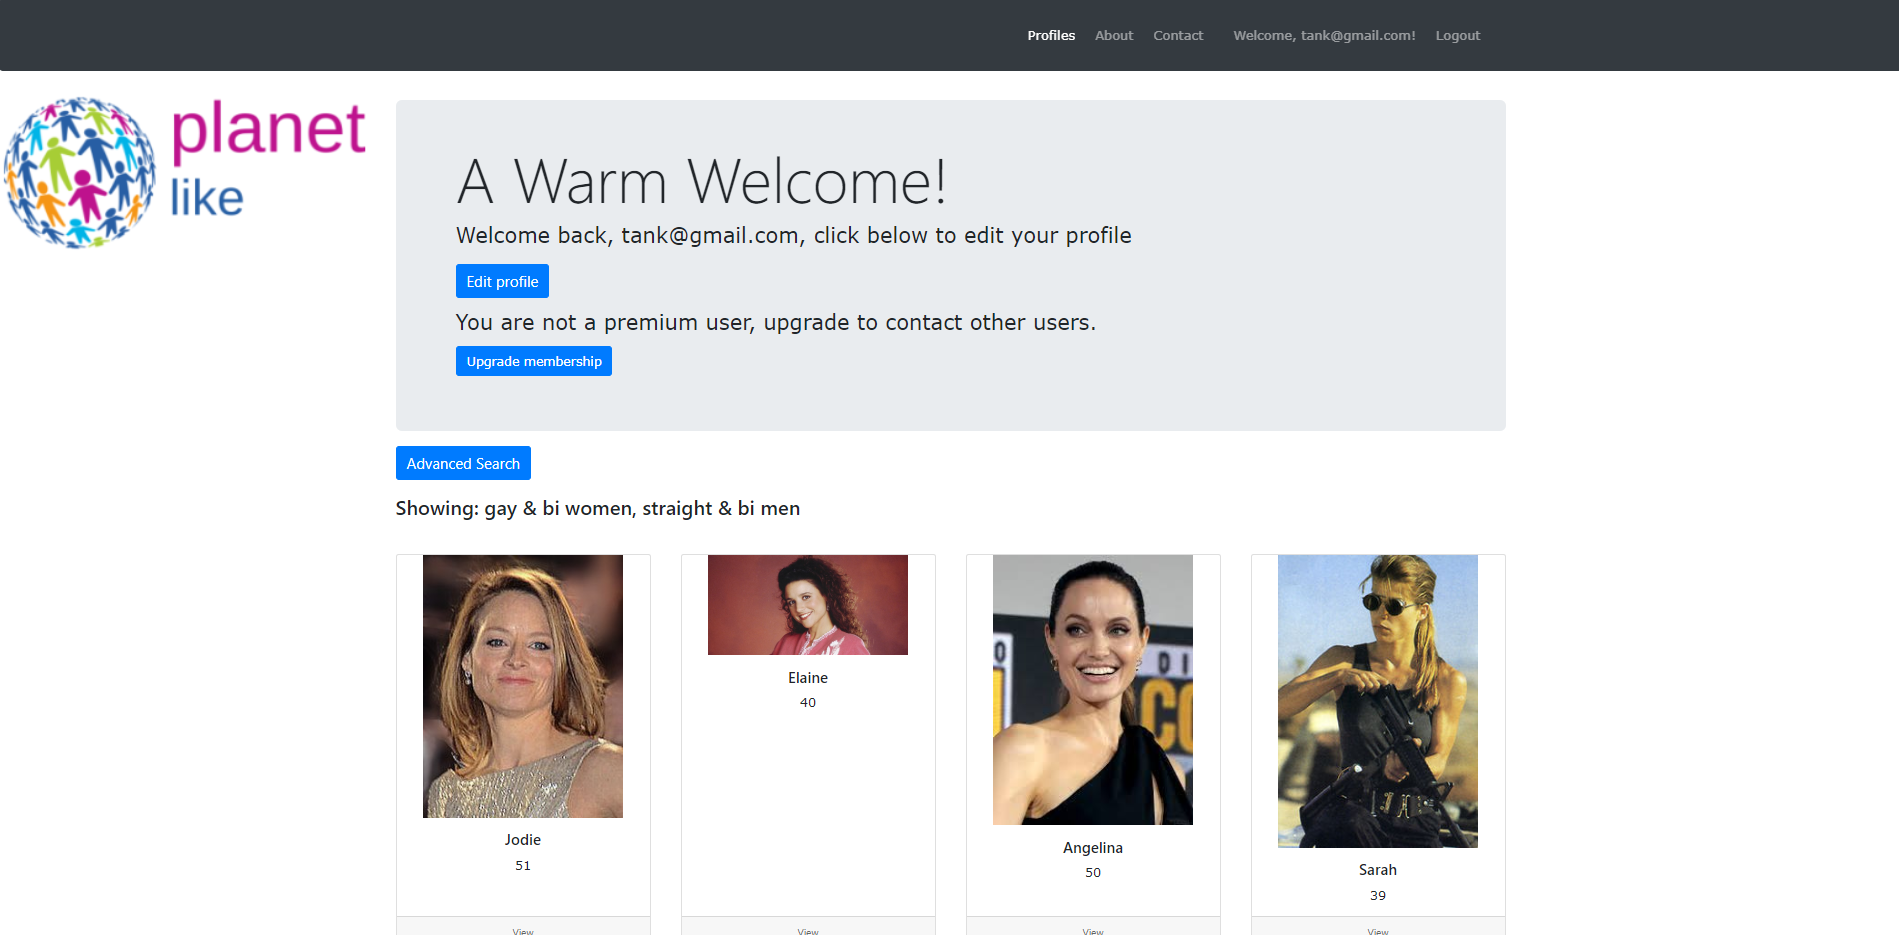 Profiles About Contact Welcome, tank@gmail.com! Logout
planet
like
A Warm Welcome!
Welcome back, tank@gmail.com, click below to edit your profile
Edit profile
You are not a premium user, upgrade to contact other users.
Upgrade membership
Advanced Search
Showing: gay & bi women, straight & bi men
Jodie
51
Elaine
40
Angelina
50
Sarah
39
View View View View